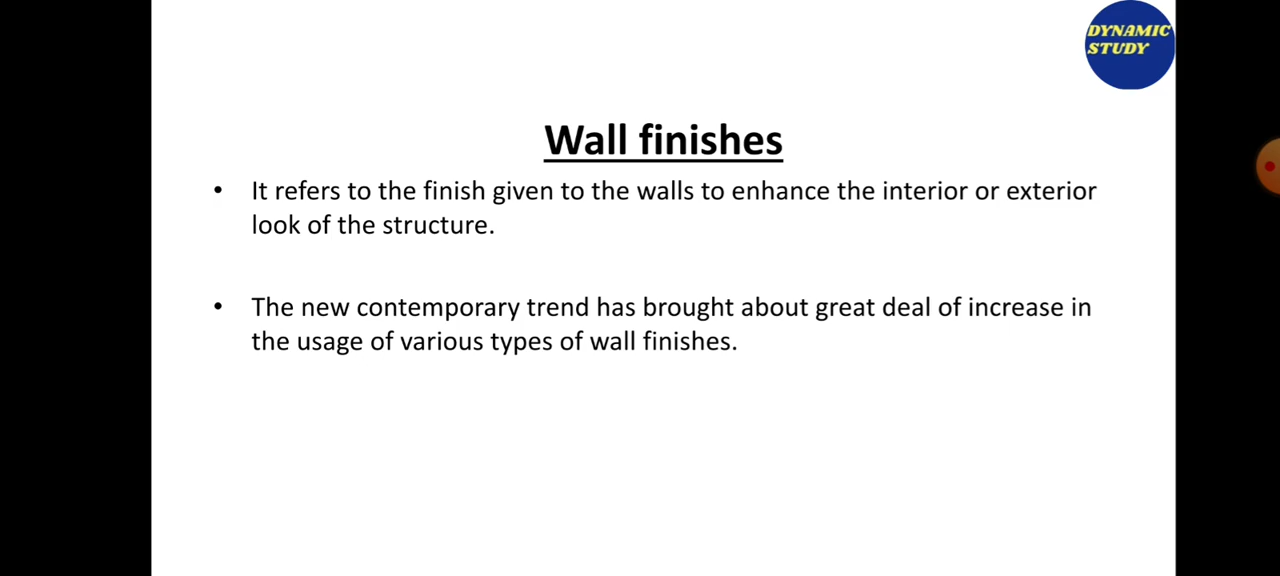 DYNAMIC
STUDY
Wall finishes
• It refers to the finish given to the walls to enhance the interior or exterior
look of the structure.
• The new contemporary trend has brought about great deal of increase in
the usage of various types of wall finishes.